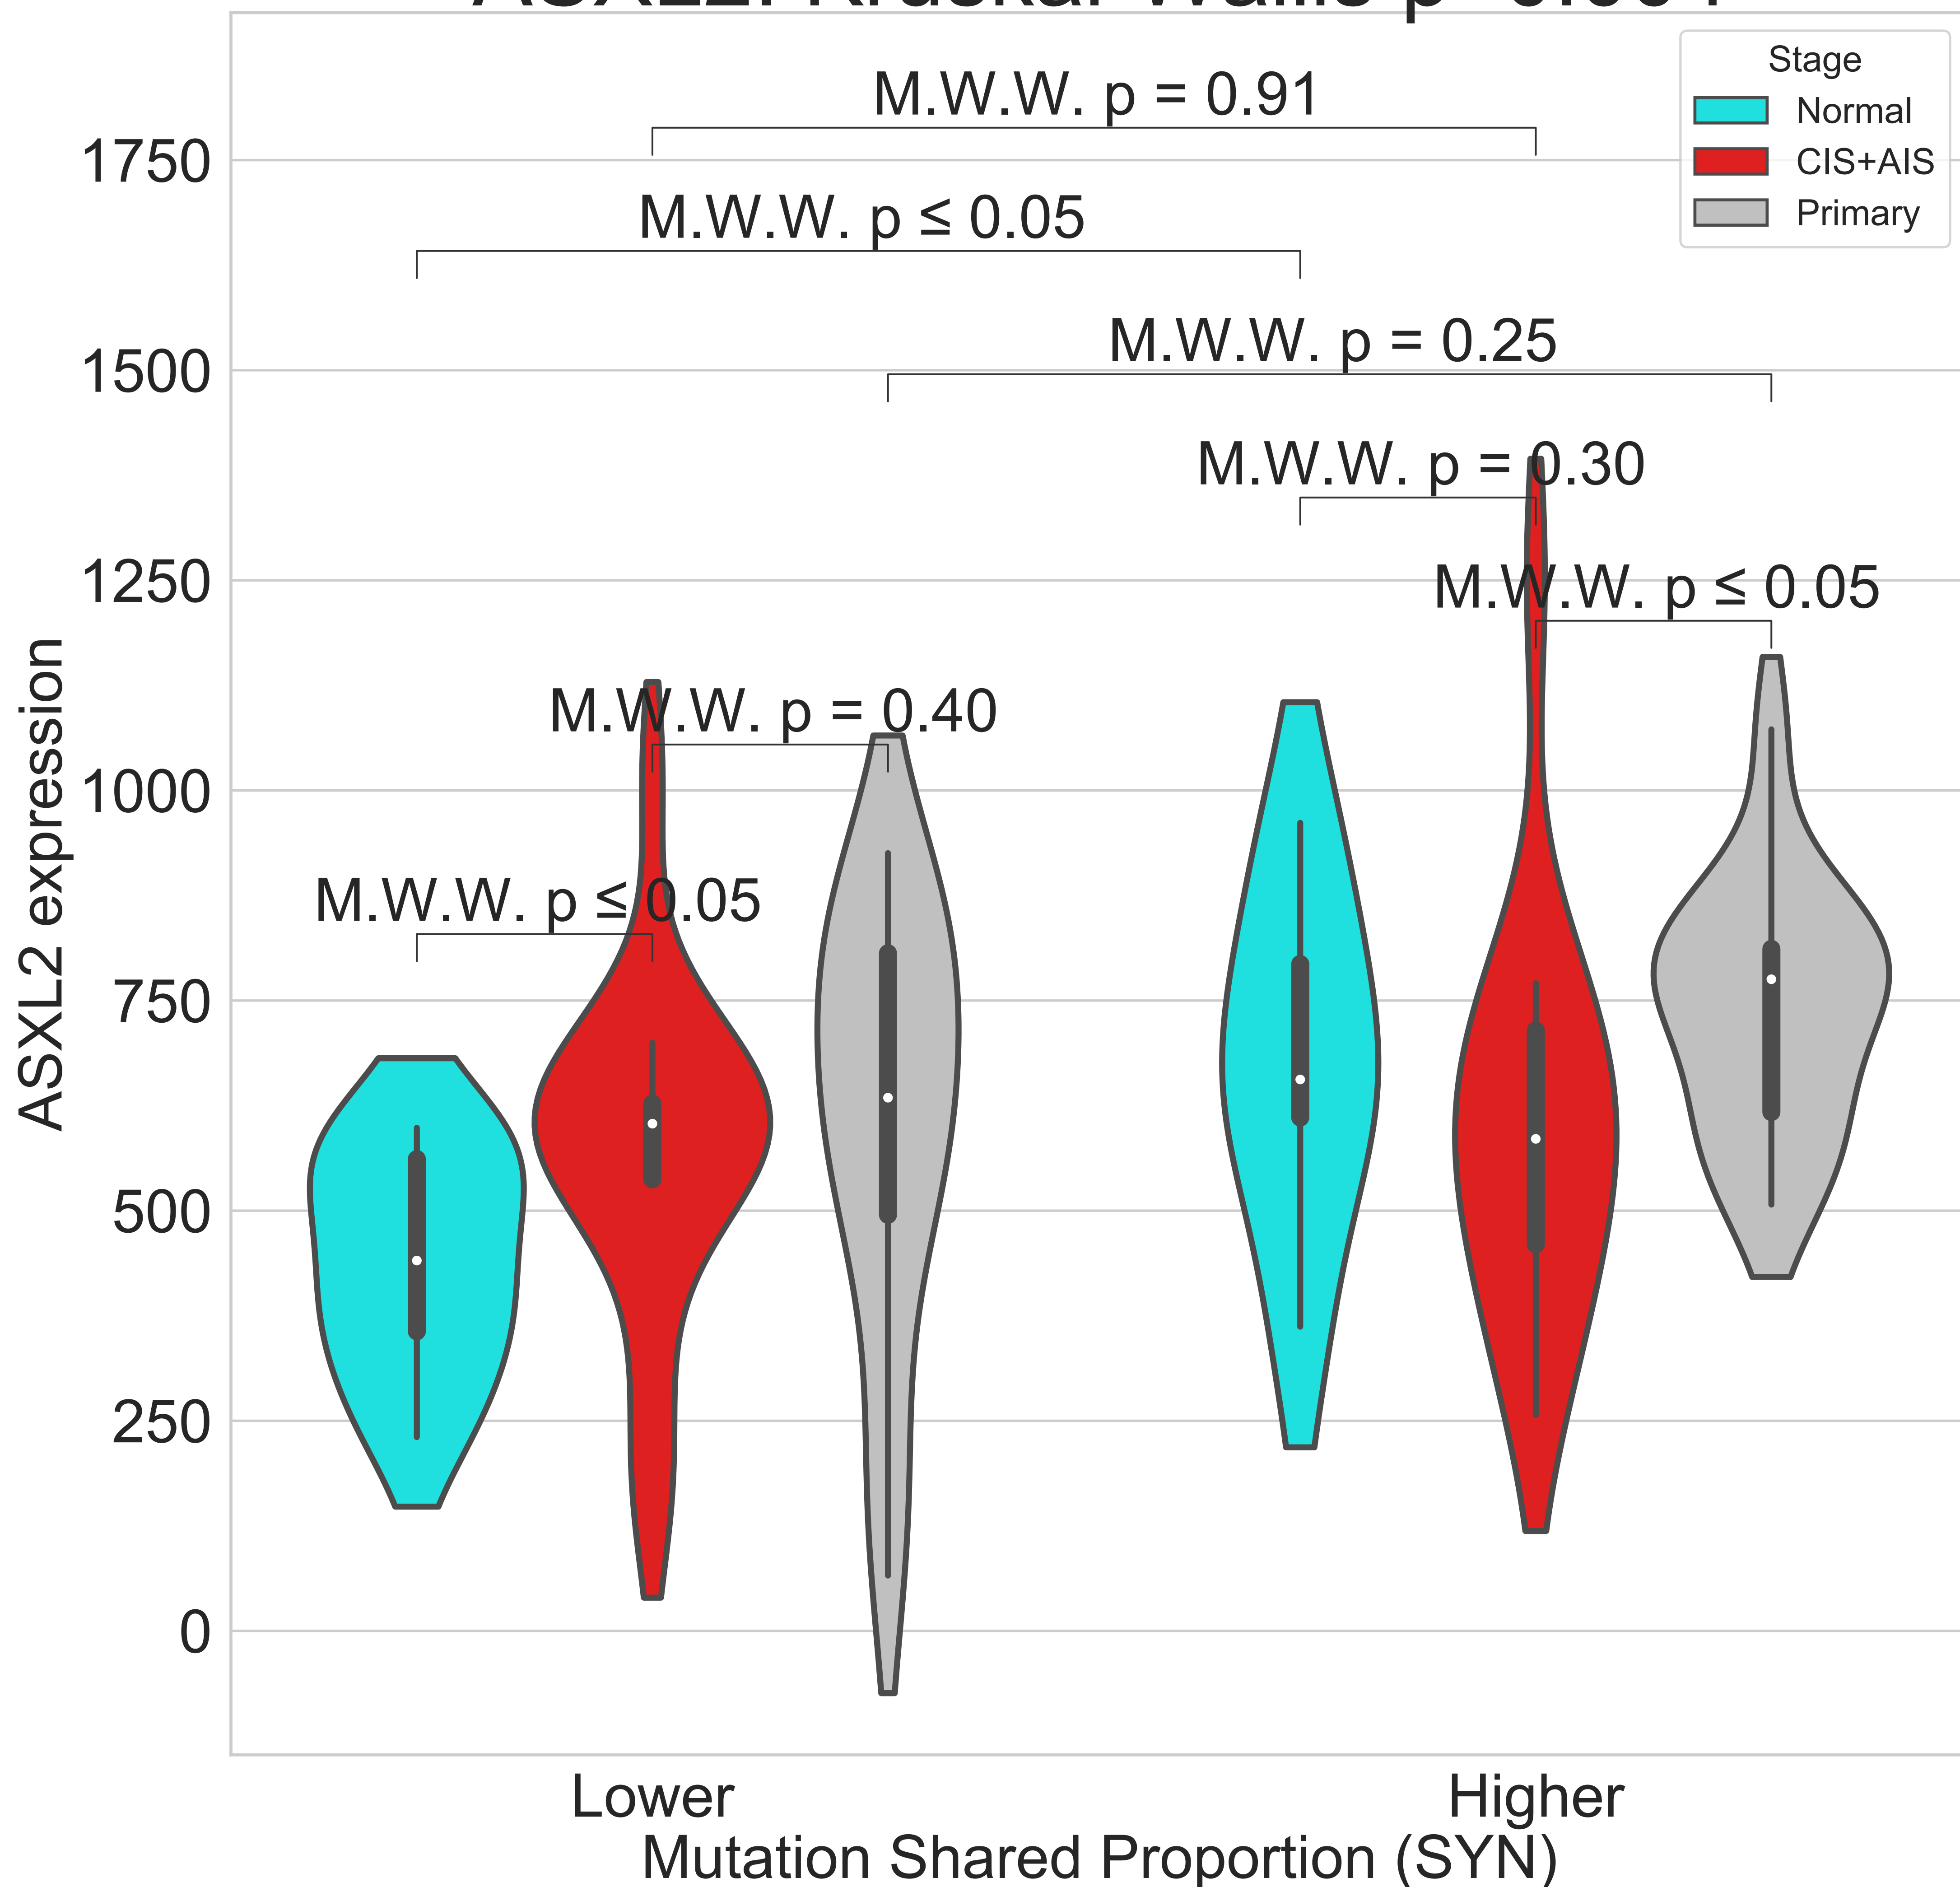 M.W.W. p = 0.91
M.W.W. p ≤ 0.05
M.W.W. p = 0.25
M.W.W. p = 0.30
M.W.W. p ≤ 0.05
M.W.W. p = 0.40
M.W.W. p ≤ 0.05
Stage
Normal
CIS+AIS
Primary
1750
1500
1250
1000
750
500
250
0
ASXL2 expression
Lower
Higher
Mutation Shared Proportion (SYN)